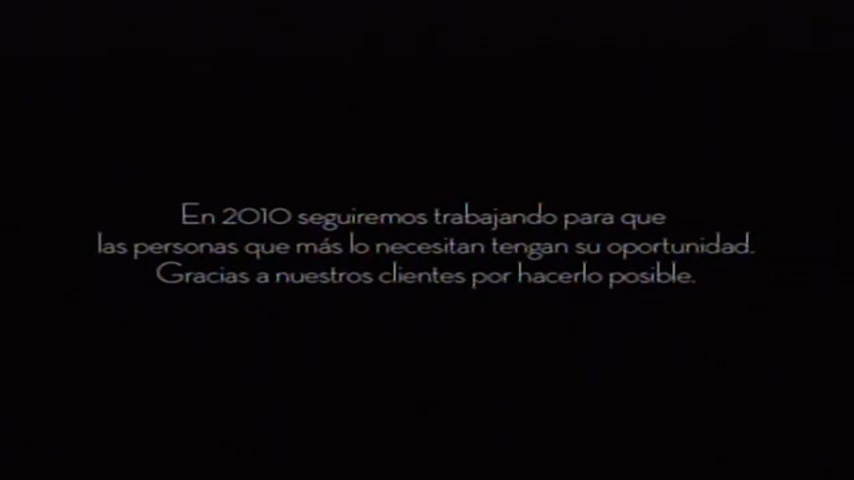 En 2010 seguiremos trabajando para que
las personas que más lo necesitan tengan su oportunidad.
Gracias a nuestros clientes por hacerlo posible.